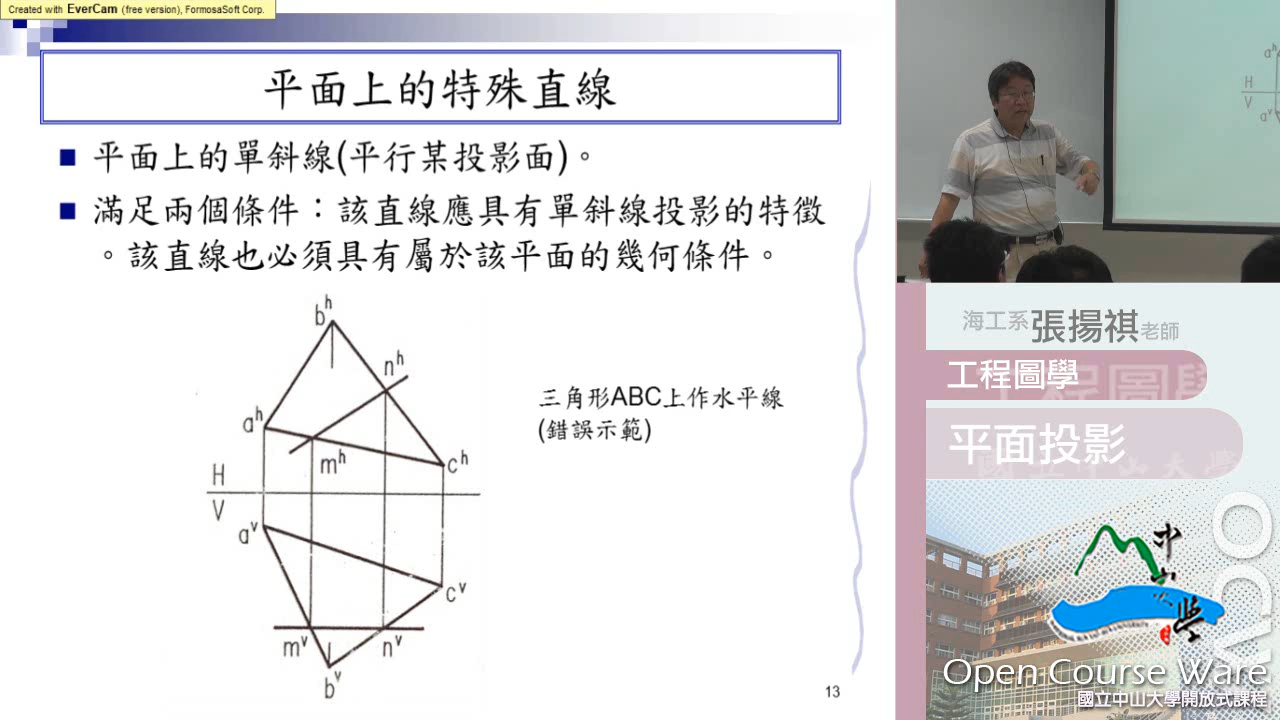 Created with EverCam (free version), FormosaSoft Corp.
平面上的特殊直線
平面上的單斜線(平行某投影面)。
滿足兩個條件：該直線應具有單斜線投影的特徵
。該直線也必須具有屬於該平面的幾何條件。
b^h
n^h
a^h
m^h
c^h
H
V
a^v
c^v
m^v
n^v
b^v
三角形ABC上作水平線
(錯誤示範)
13
a^h
H
V
a^v
海工系張揚祺老師
工程圖學
平面投影
中山大學
Open Course Ware
國立中山大學開放式課程